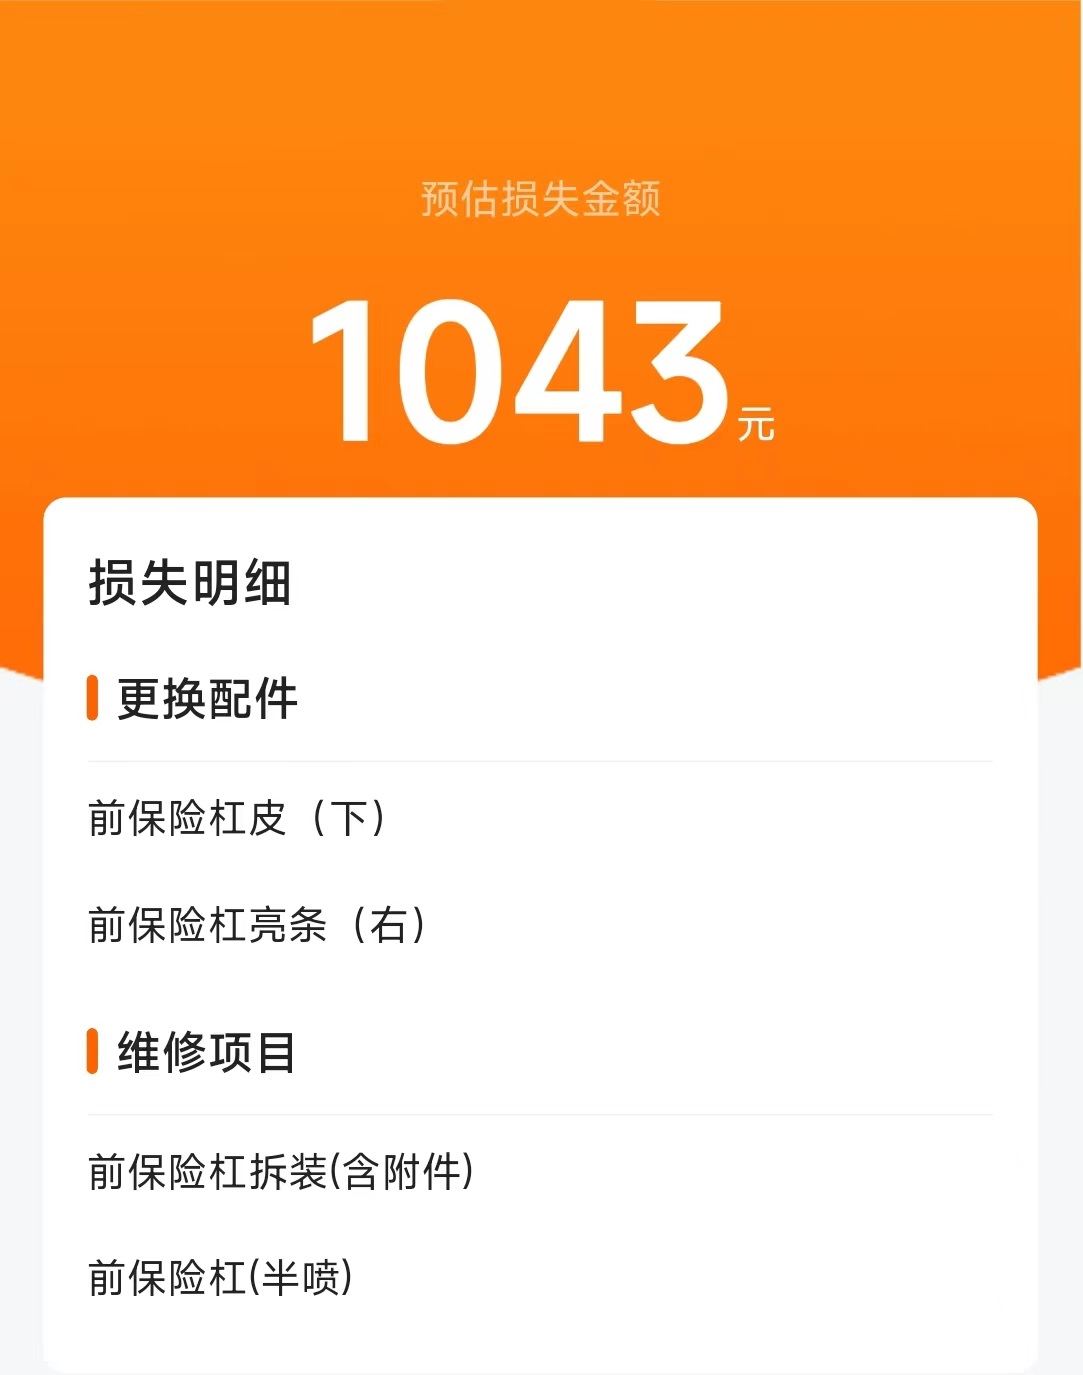 预估损失金额
1043元
损失明细
更换配件
前保险杠皮（下）
前保险杠亮条（右）
维修项目
前保险杠拆装(含附件)
前保险杠(半喷)